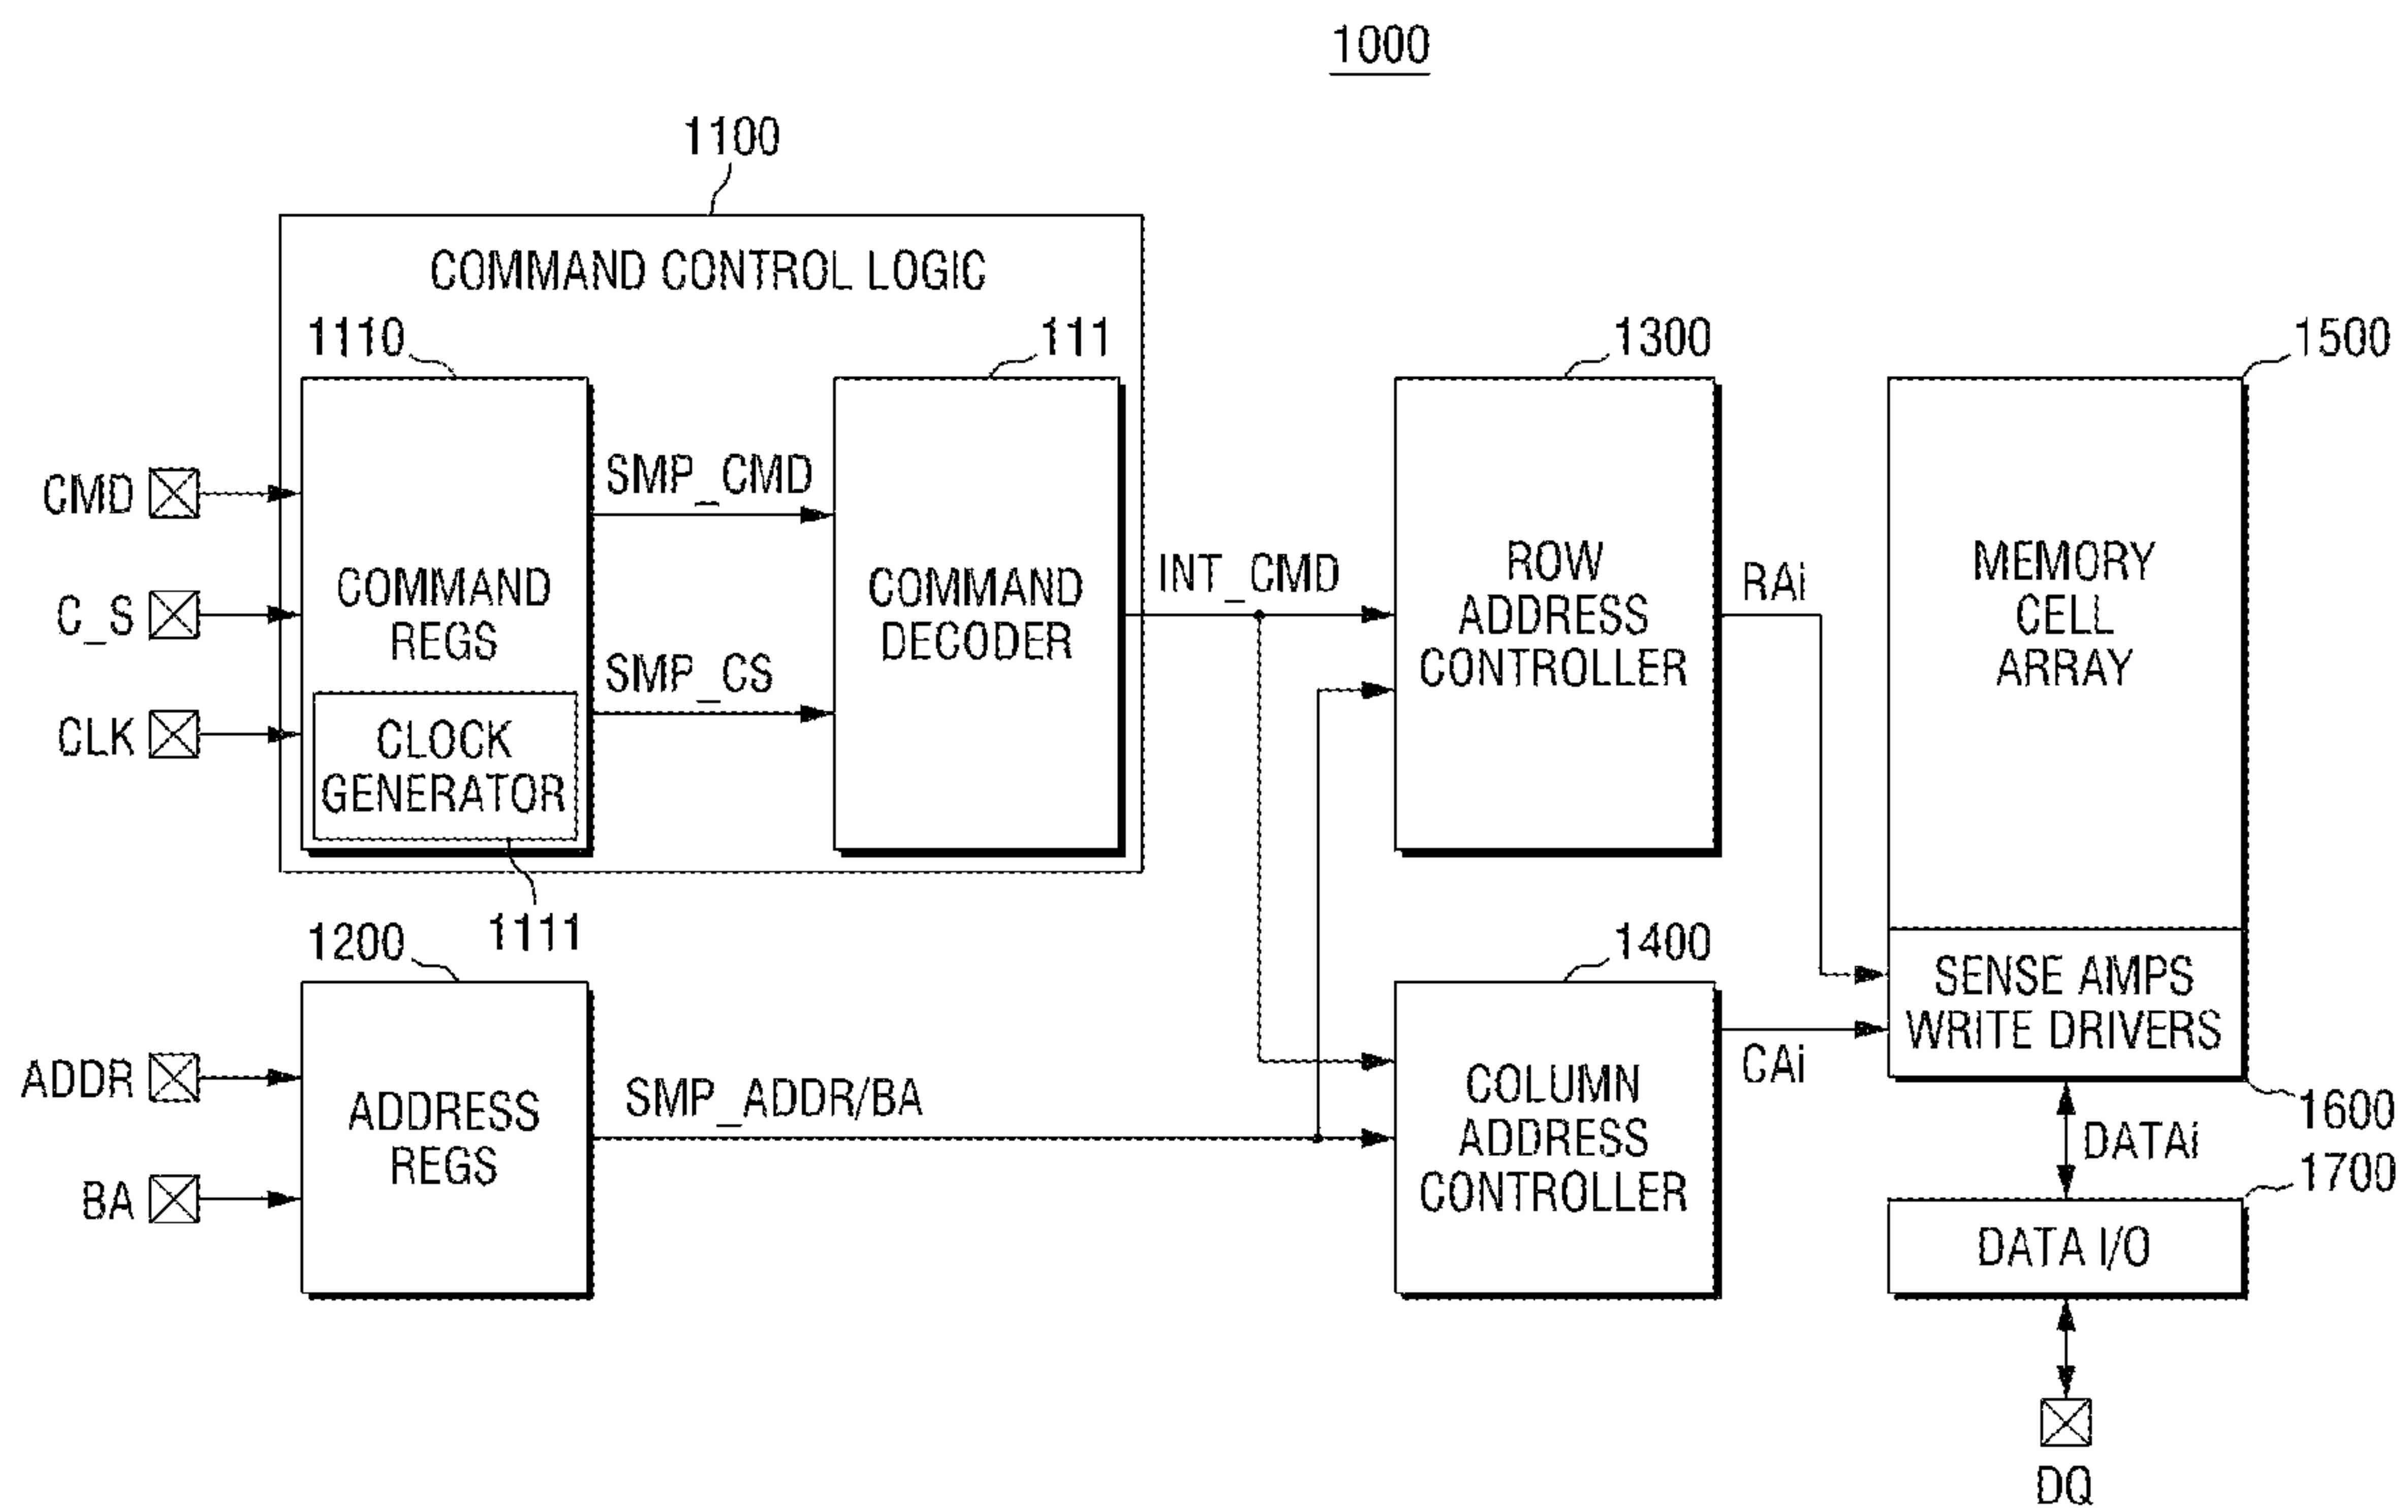 1000
1100
COMMAND CONTROL LOGIC
1110
111
1300
1500
CMD
C_S
CLK
COMMAND
REGS
CLOCK
GENERATOR
1111
SMP_CMD
SMP_CS
COMMAND
DECODER
INT_CMD
ROW
ADDRESS
CONTROLLER
RAi
MEMORY
CELL
ARRAY
1200
ADDR
BA
ADDRESS
REGS
SMP_ADDR/BA
1400
COLUMN
ADDRESS
CONTROLLER
CAi
SENSE AMPS
WRITE DRIVERS
1600
DATAi
1700
DATA I/O
DQ